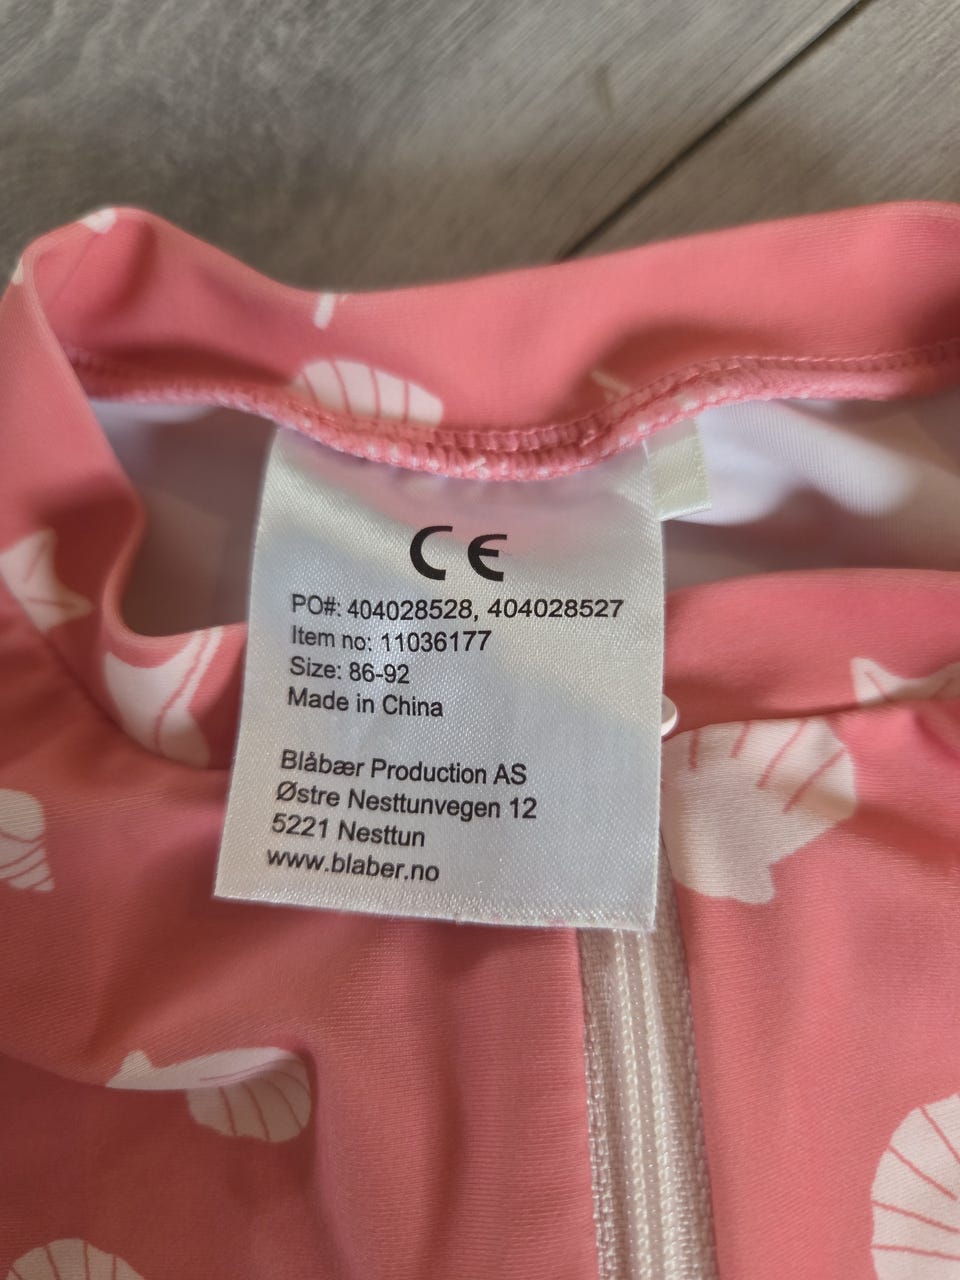 CE
PO#: 404028528, 404028527
Item no: 11036177
Size: 86-92
Made in China
Blåbær Production AS
Østre Nesttunvegen 12
5221 Nesttun
www.blaber.no